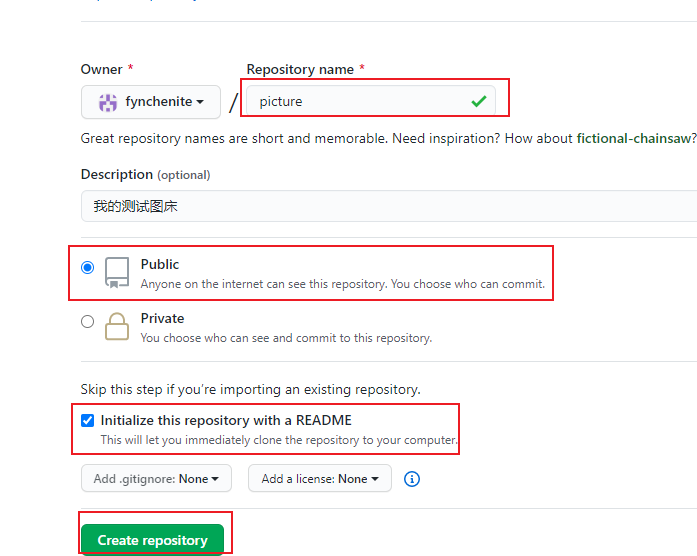 Owner * Repository name *
fynchenite / picture
Great repository names are short and memorable. Need inspiration? How about fictional-chainsaw?
Description (optional)
我的测试图床
Public
Anyone on the internet can see this repository. You choose who can commit.
Private
You choose who can see and commit to this repository.
Skip this step if you're importing an existing repository.
Initialize this repository with a README
This will let you immediately clone the repository to your computer.
Add .gitignore: None Add a license: None
Create repository